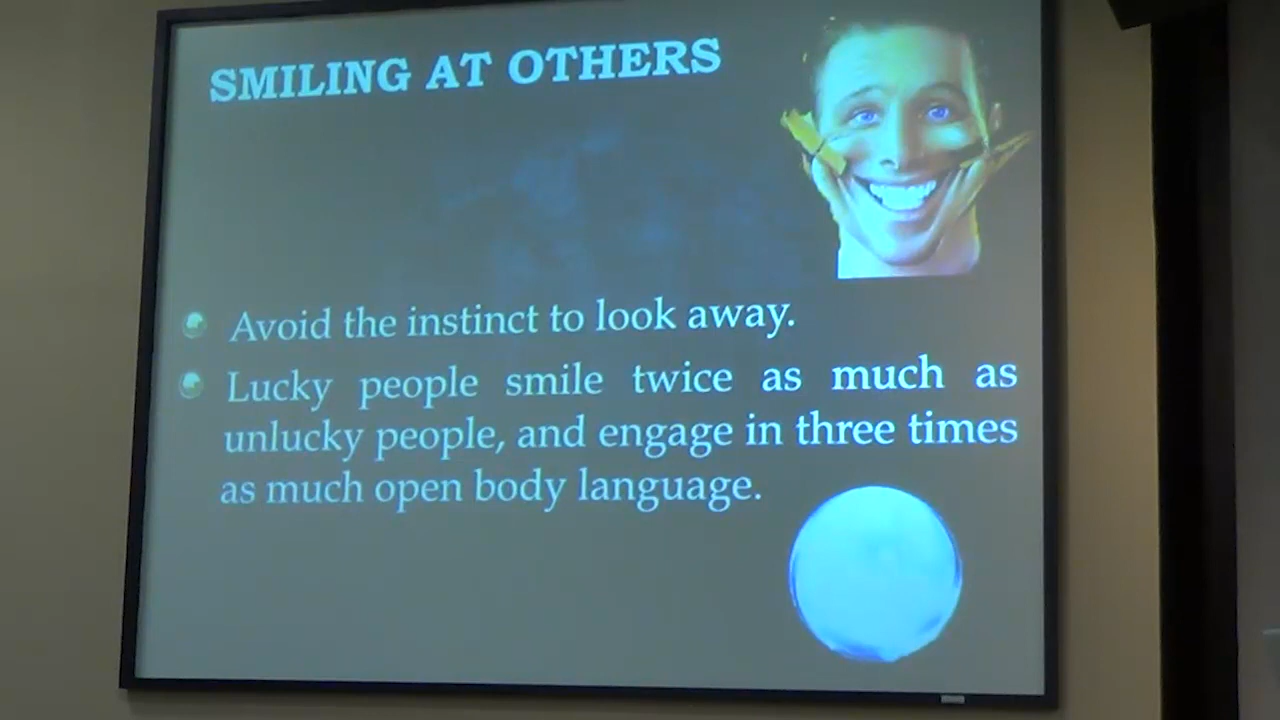 SMILING AT OTHERS
Avoid the instinct to look away.
Lucky people smile twice as much as
unlucky people, and engage in three times
as much open body language.